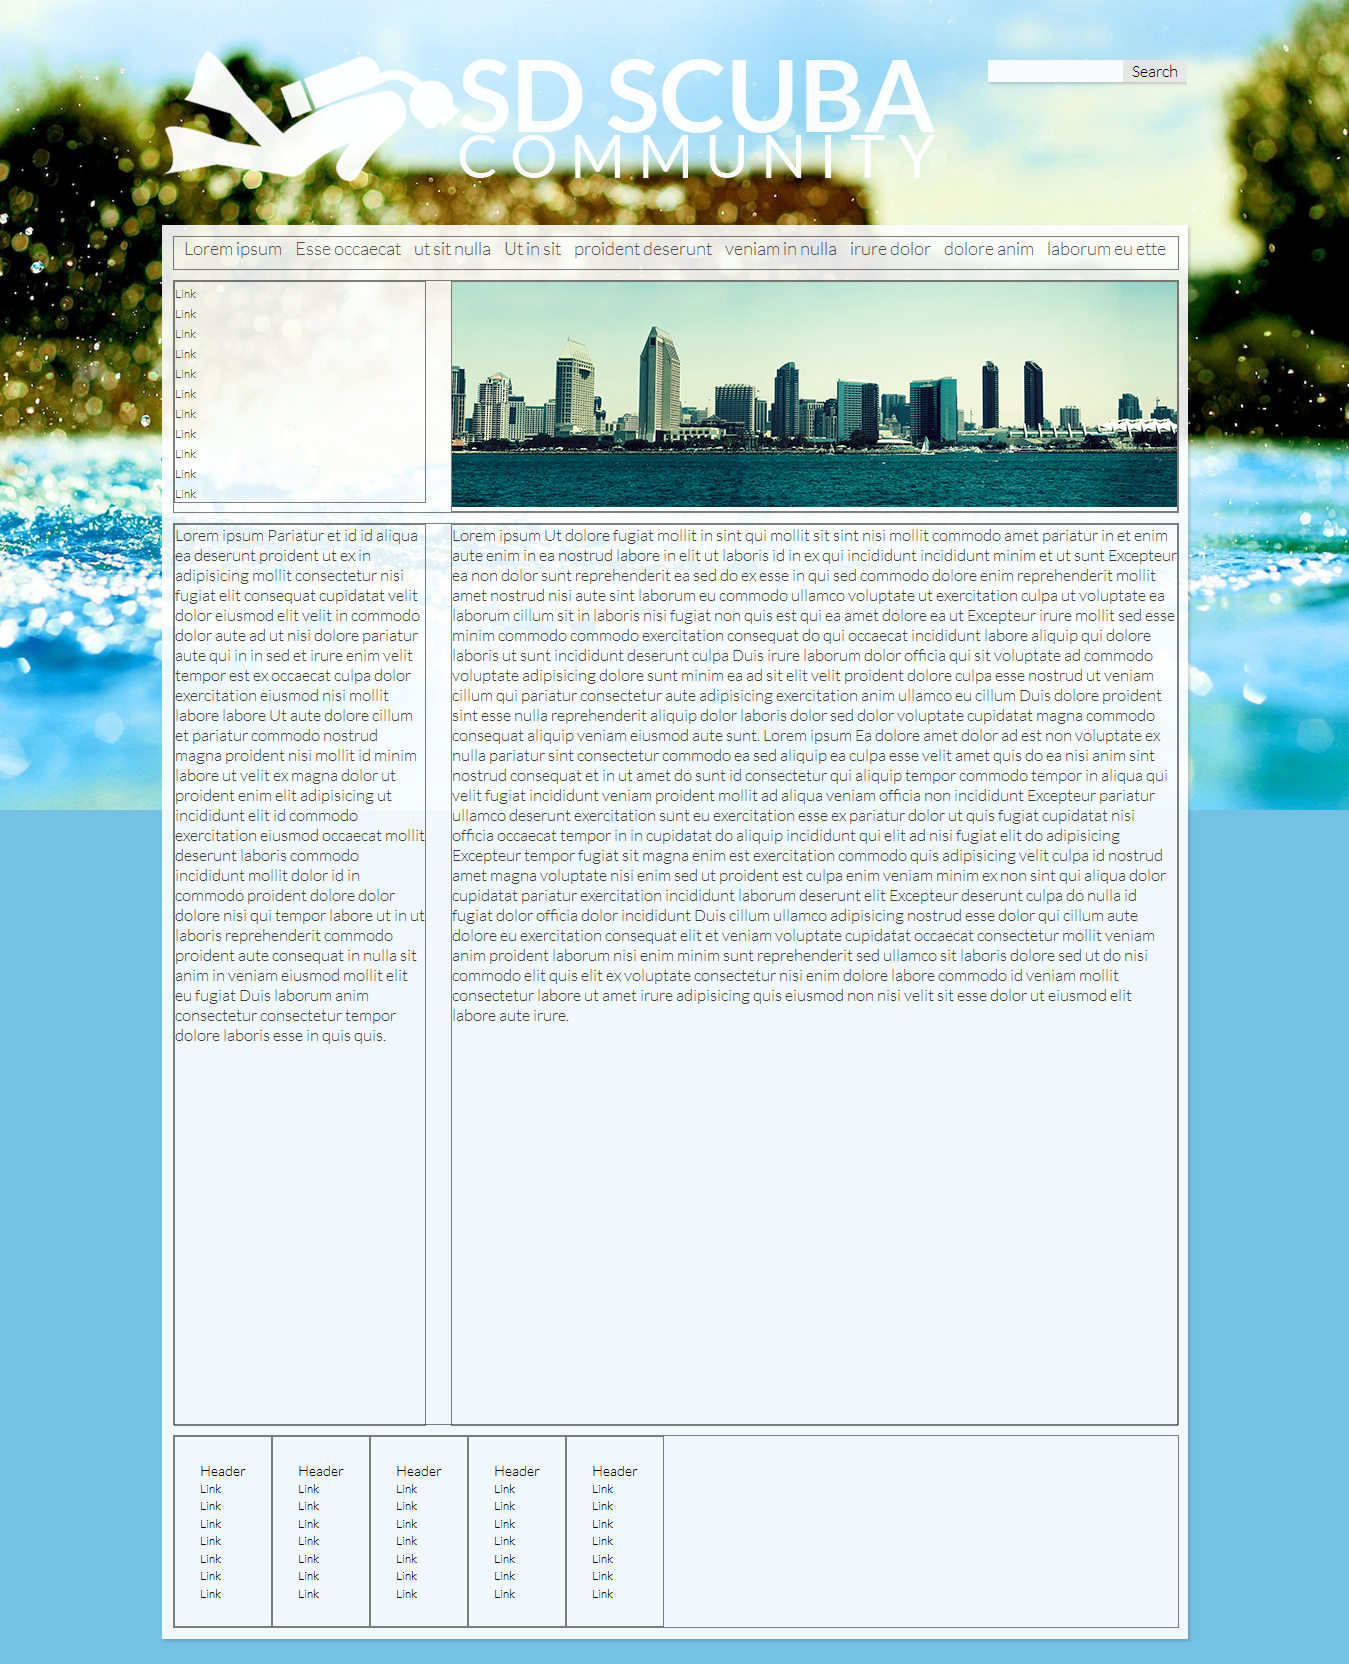 SD SCUBA
COMMUNITY
Search
Lorem ipsum Esse occaecat ut sit nulla Ut in sit proident deserunt veniam in nulla irure dolor dolore anim laborum eu ette
Link
Link
Link
Link
Link
Link
Link
Link
Link
Link
Link
Lorem ipsum Pariatur et id id aliqua
ea deserunt proident ut ex in
adipisicing mollit consectetur nisi
fugiat elit consequat cupidatat velit
dolor eiusmod elit velit in commodo
dolor aute ad ut nisi dolore pariatur
aute qui in in sed et irure enim velit
tempor est ex occaecat culpa dolor
exercitation eiusmod nisi mollit
labore labore Ut aute dolore cillum
et pariatur commodo nostrud
magna proident nisi mollit id minim
labore ut velit ex magna dolor ut
proident enim elit adipisicing ut
incididunt elit id commodo
exercitation eiusmod occaecat mollit
deserunt laboris commodo
incididunt mollit dolor id in
commodo proident dolore dolor
dolore nisi qui tempor labore ut in ut
laboris reprehenderit commodo
proident aute consequat in nulla sit
anim in veniam eiusmod mollit elit
eu fugiat Duis laborum anim
consectetur consectetur tempor
dolore laboris esse in quis quis.
Lorem ipsum Ut dolore fugiat mollit in sint qui mollit sit sint nisi mollit commodo amet pariatur in et enim
aute enim in ea nostrud labore in elit ut laboris id in ex qui incididunt incididunt minim et ut sunt Excepteur
ea non dolor sunt reprehenderit ea sed do ex esse in qui sed commodo dolore enim reprehenderit mollit
amet nostrud nisi aute sint laborum eu commodo ullamco voluptate ut exercitation culpa ut voluptate ea
laborum cillum sit in laboris nisi fugiat non quis est qui ea amet dolore ea ut Excepteur irure mollit sed esse
minim commodo commodo exercitation consequat do qui occaecat incididunt labore aliquip qui dolore
laboris ut sunt incididunt deserunt culpa Duis irure laborum dolor officia qui sit voluptate ad commodo
voluptate adipisicing dolore sunt minim ea ad sit elit velit proident dolore culpa esse nostrud ut veniam
cillum qui pariatur consectetur aute adipisicing exercitation anim ullamco eu cillum Duis dolore proident
sint esse nulla reprehenderit aliquip dolor laboris dolor sed dolor voluptate cupidatat magna commodo
consequat aliquip veniam eiusmod aute sunt. Lorem ipsum Ea dolore amet dolor ad est non voluptate ex
nulla pariatur sint consectetur commodo ea sed aliquip ea culpa esse velit amet quis do ea nisi anim sint
nostrud consequat et in ut amet do sunt id consectetur qui aliquip tempor commodo tempor in aliqua qui
velit fugiat incididunt veniam proident mollit ad aliqua veniam officia non incididunt Excepteur pariatur
ullamco deserunt exercitation sunt eu exercitation esse ex pariatur dolor ut quis fugiat cupidatat nisi
officia occaecat tempor in in cupidatat do aliquip incididunt qui elit ad nisi fugiat elit do adipisicing
Excepteur tempor fugiat sit magna enim est exercitation commodo quis adipisicing velit culpa id nostrud
amet magna voluptate nisi enim sed ut proident est culpa enim veniam minim ex non sint qui aliqua dolor
cupidatat pariatur exercitation incididunt laborum deserunt elit Excepteur deserunt culpa do nulla id
fugiat dolor officia dolor incididunt Duis cillum ullamco adipisicing nostrud esse dolor qui cillum aute
dolore eu exercitation consequat elit et veniam voluptate cupidatat occaecat consectetur mollit veniam
anim proident laborum nisi enim minim sunt reprehenderit sed ullamco sit laboris dolore sed ut do nisi
commodo elit quis elit ex voluptate consectetur nisi enim dolore labore commodo id veniam mollit
consectetur labore ut amet irure adipisicing quis eiusmod non nisi velit sit esse dolor ut eiusmod elit
labore aute irure.
Header
Link
Link
Link
Link
Link
Link
Link
Header
Link
Link
Link
Link
Link
Link
Link
Header
Link
Link
Link
Link
Link
Link
Link
Header
Link
Link
Link
Link
Link
Link
Link
Header
Link
Link
Link
Link
Link
Link
Link